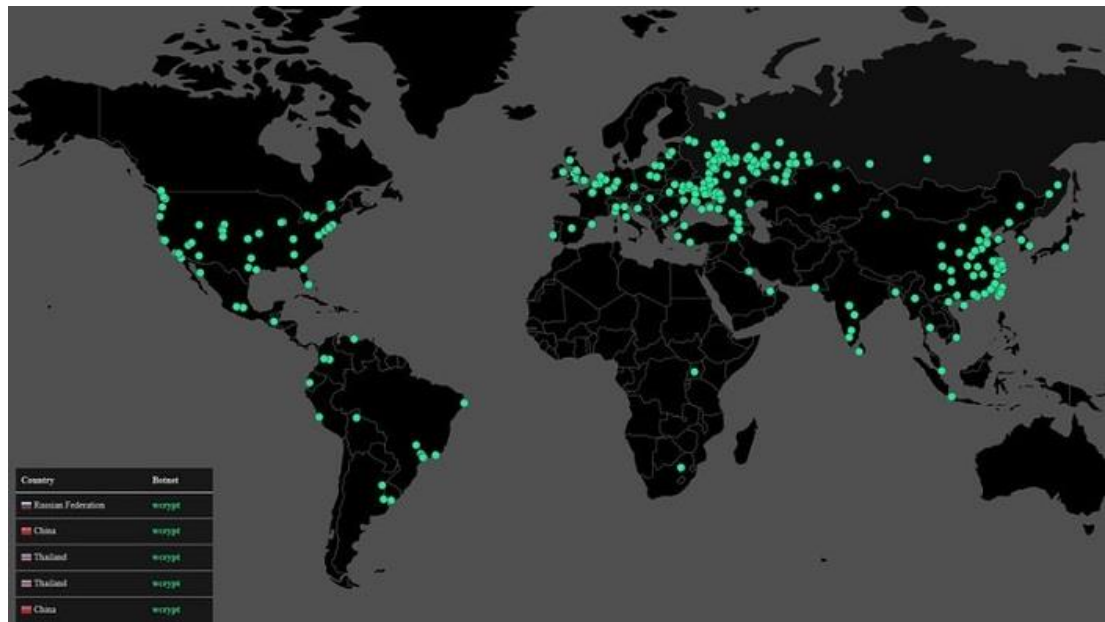 Country Botnet
Russian Federation wcrypt
China wcrypt
Thailand wcrypt
Thailand wcrypt
China wcrypt